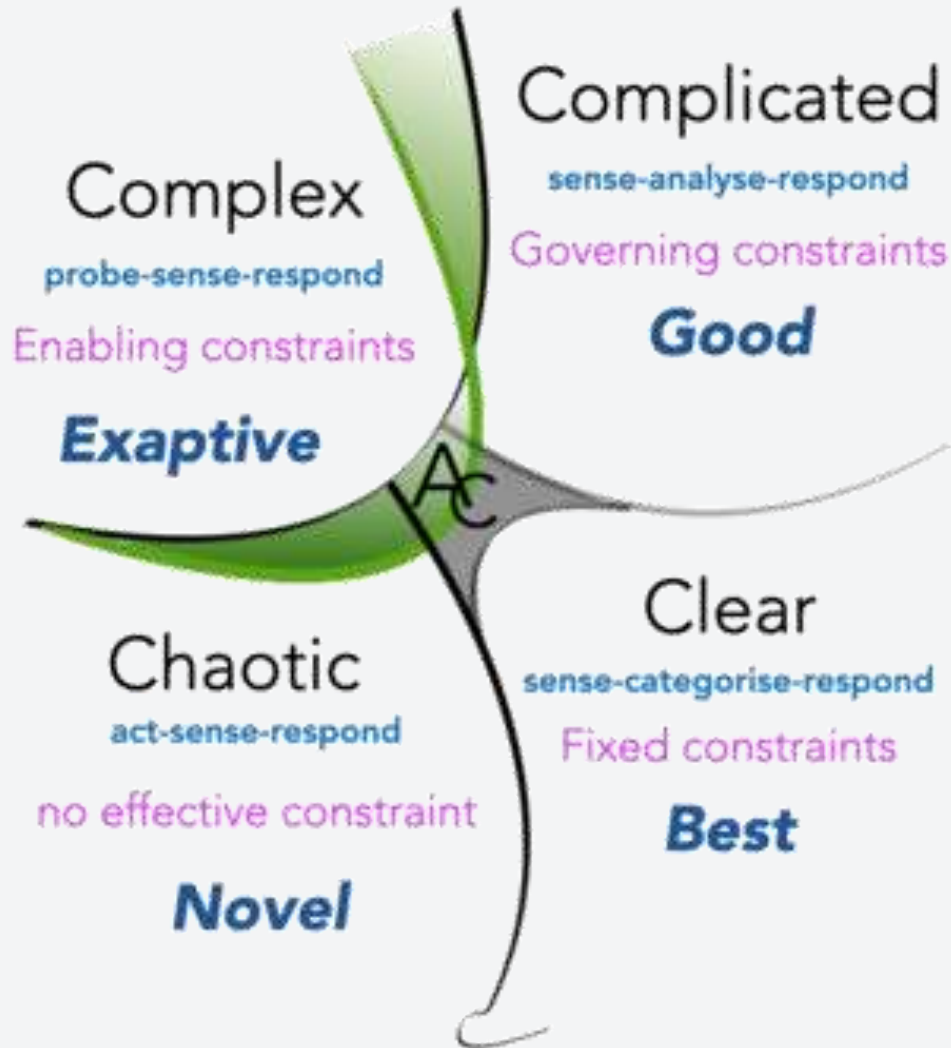 Complex
probe-sense-respond
Enabling constraints
Exaptive
Complicated
sense-analyse-respond
Governing constraints
Good
A
C
Chaotic
act-sense-respond
no effective constraint
Novel
Clear
sense-categorise-respond
Fixed constraints
Best